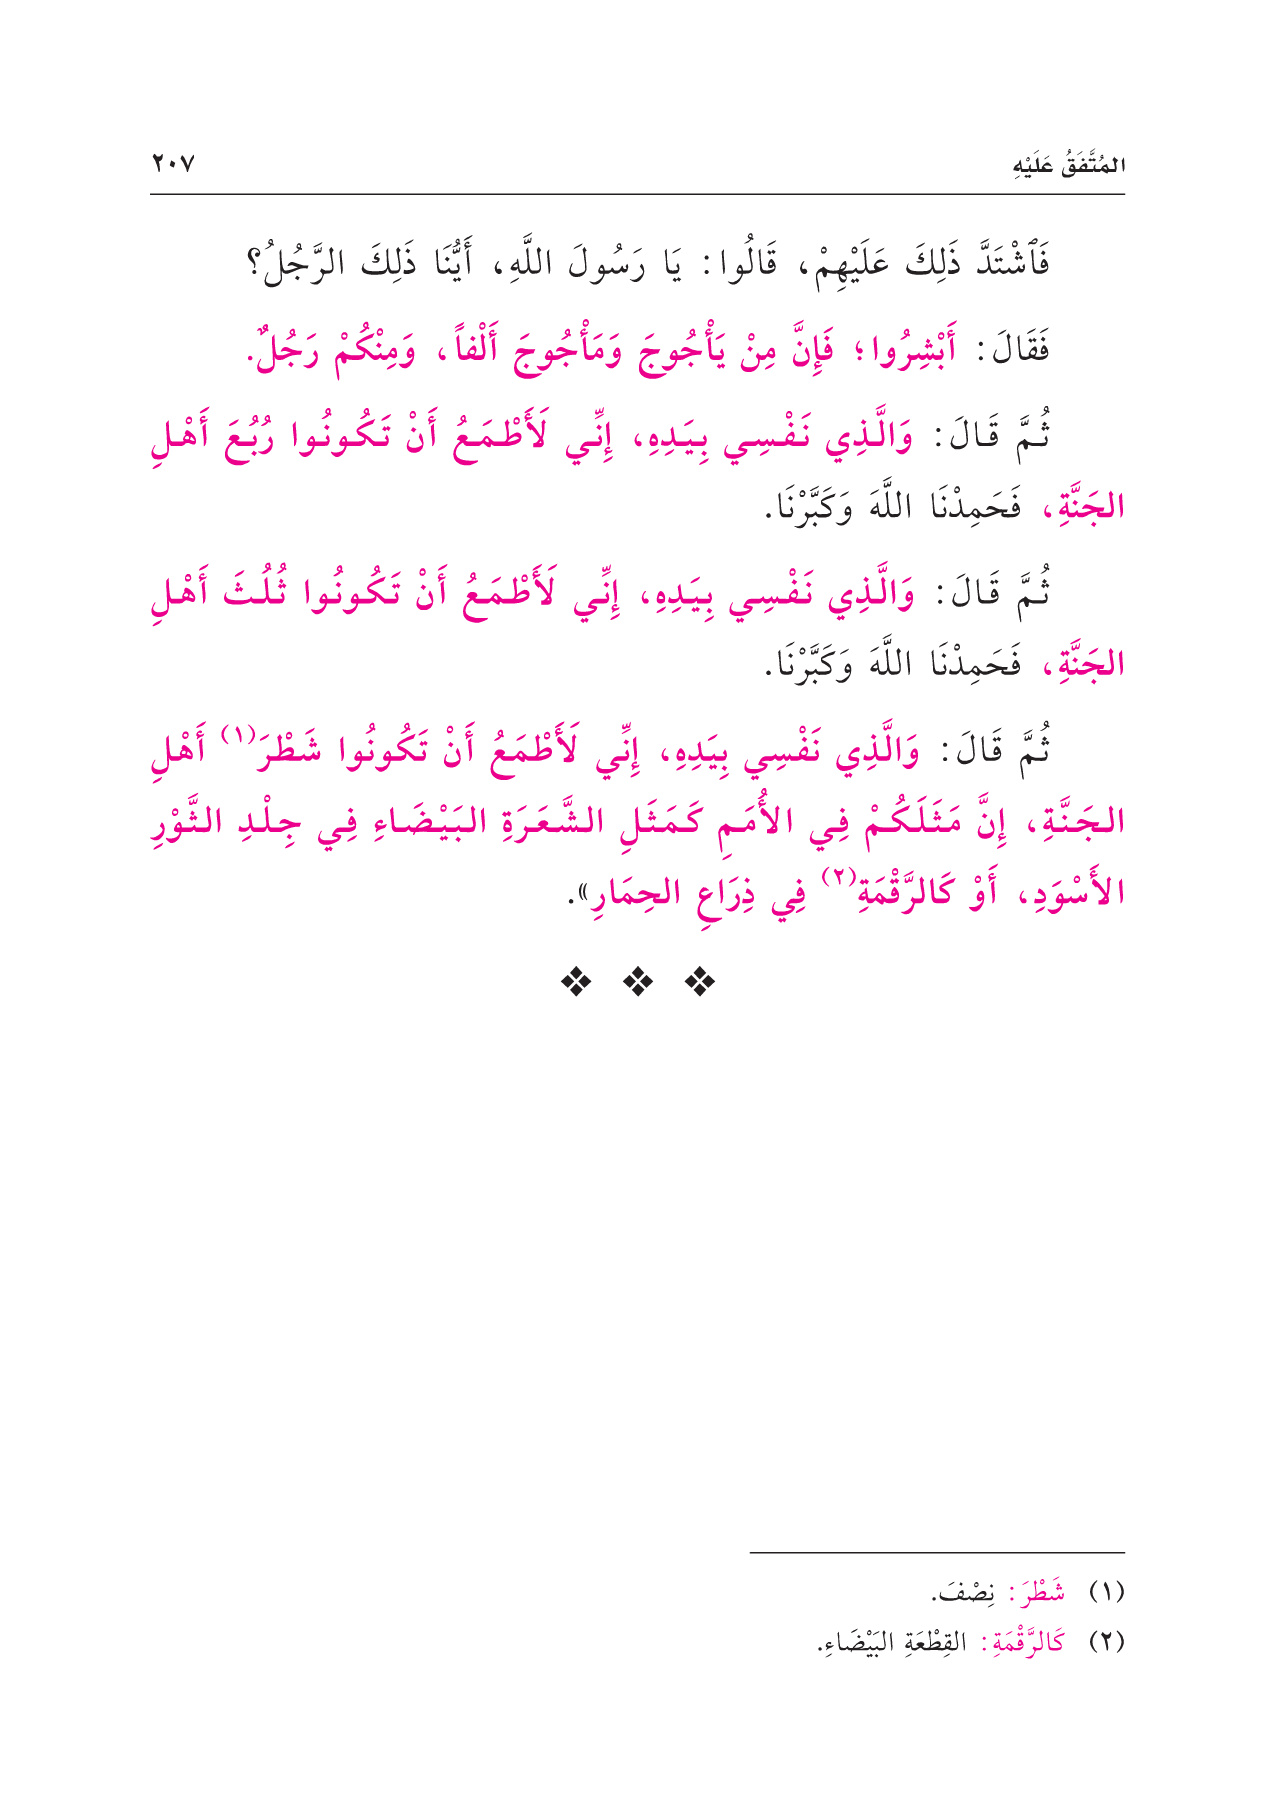 المُتَّفَقُ عَلَيْهِ ٢٠٧
فَٱشْتَدَّ ذَلِكَ عَلَيْهِمْ، قَالُوا: يَا رَسُولَ اللَّهِ، أَيُّنَا ذَلِكَ الرَّجُلُ؟
فَقَالَ: أَبْشِرُوا؛ فَإِنَّ مِنْ يَأْجُوجَ وَمَأْجُوجَ أَلْفاً، وَمِنْكُمْ رَجُلٌ.
ثُمَّ قَالَ: وَالَّذِي نَفْسِي بِيَدِهِ، إِنِّي لَأَطْمَعُ أَنْ تَكُونُوا رُبُعَ أَهْلِ
الجَنَّةِ، فَحَمِدْنَا اللَّهَ وَكَبَّرْنَا.
ثُمَّ قَالَ: وَالَّذِي نَفْسِي بِيَدِهِ، إِنِّي لَأَطْمَعُ أَنْ تَكُونُوا ثُلُثَ أَهْلِ
الجَنَّةِ، فَحَمِدْنَا اللَّهَ وَكَبَّرْنَا.
ثُمَّ قَالَ: وَالَّذِي نَفْسِي بِيَدِهِ، إِنِّي لَأَطْمَعُ أَنْ تَكُونُوا شَطْرَ(١) أَهْلِ
الجَنَّةِ، إِنَّ مَثَلَكُمْ فِي الأُمَمِ كَمَثَلِ الشَّعَرَةِ البَيْضَاءِ فِي جِلْدِ الثَّوْرِ
الأَسْوَدِ، أَوْ كَالرَّقْمَةِ(٢) فِي ذِرَاعِ الحِمَارِ».
❖ ❖ ❖
(١) شَطْرَ: نِصْفَ.
(٢) كَالرَّقْمَةِ: القِطْعَةِ البَيْضَاءِ.